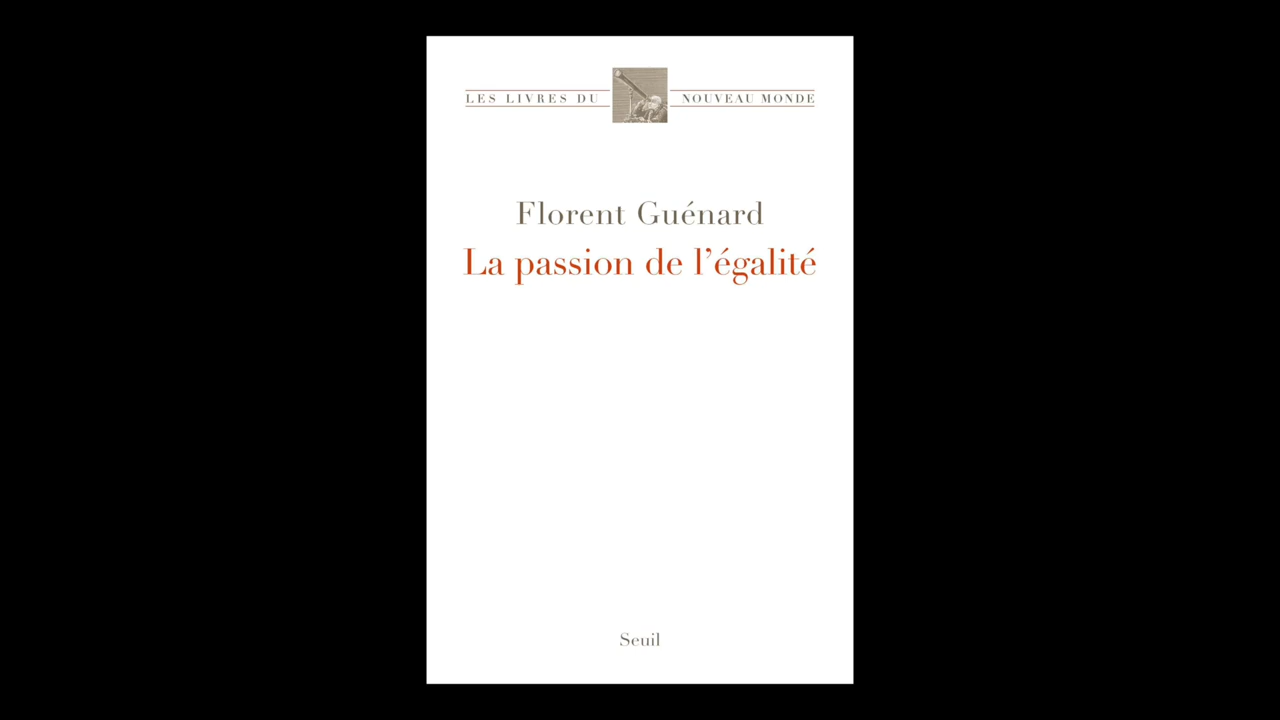 LES LIVRES DU NOUVEAU MONDE
Florent Guénard
La passion de l’égalité
Seuil